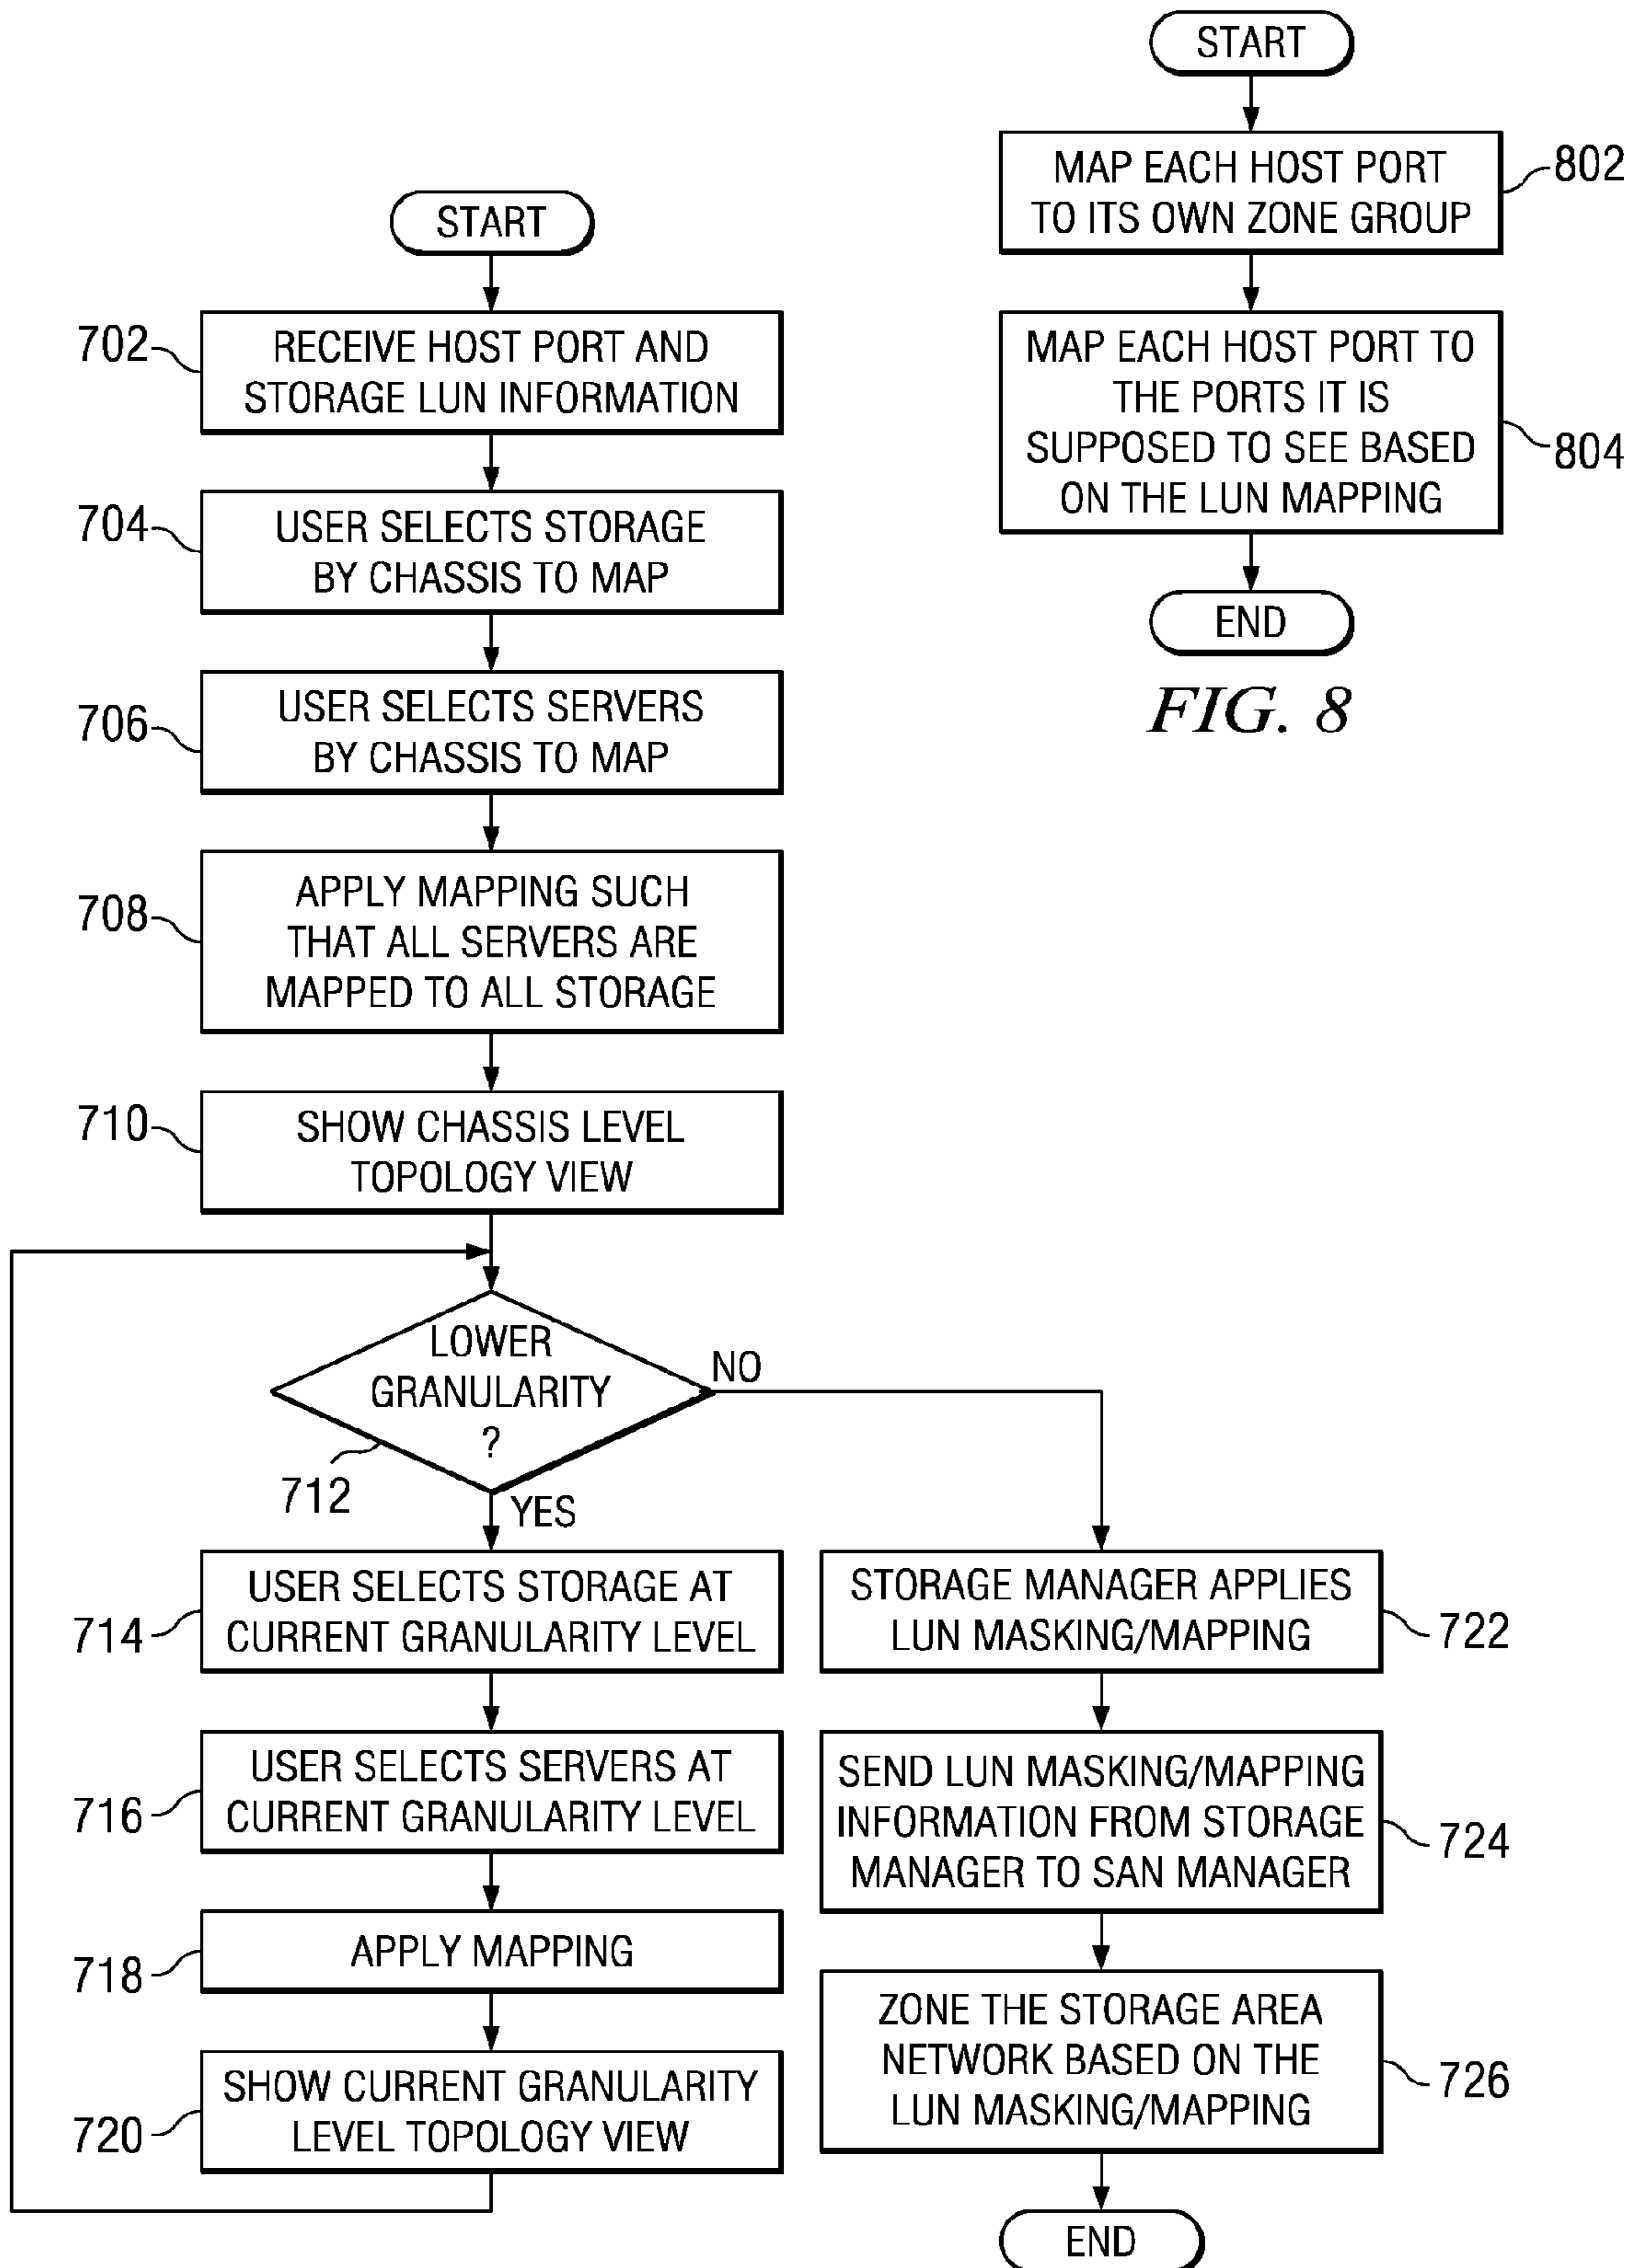 START
702
RECEIVE HOST PORT AND
STORAGE LUN INFORMATION
704
USER SELECTS STORAGE
BY CHASSIS TO MAP
706
USER SELECTS SERVERS
BY CHASSIS TO MAP
708
APPLY MAPPING SUCH
THAT ALL SERVERS ARE
MAPPED TO ALL STORAGE
710
SHOW CHASSIS LEVEL
TOPOLOGY VIEW
LOWER
GRANULARITY
?
712
NO
YES
714
USER SELECTS STORAGE AT
CURRENT GRANULARITY LEVEL
716
USER SELECTS SERVERS AT
CURRENT GRANULARITY LEVEL
718
APPLY MAPPING
720
SHOW CURRENT GRANULARITY
LEVEL TOPOLOGY VIEW
STORAGE MANAGER APPLIES
LUN MASKING/MAPPING
722
SEND LUN MASKING/MAPPING
INFORMATION FROM STORAGE
MANAGER TO SAN MANAGER
724
ZONE THE STORAGE AREA
NETWORK BASED ON THE
LUN MASKING/MAPPING
726
END
START
MAP EACH HOST PORT
TO ITS OWN ZONE GROUP
802
MAP EACH HOST PORT TO
THE PORTS IT IS
SUPPOSED TO SEE BASED
ON THE LUN MAPPING
804
END
FIG. 8